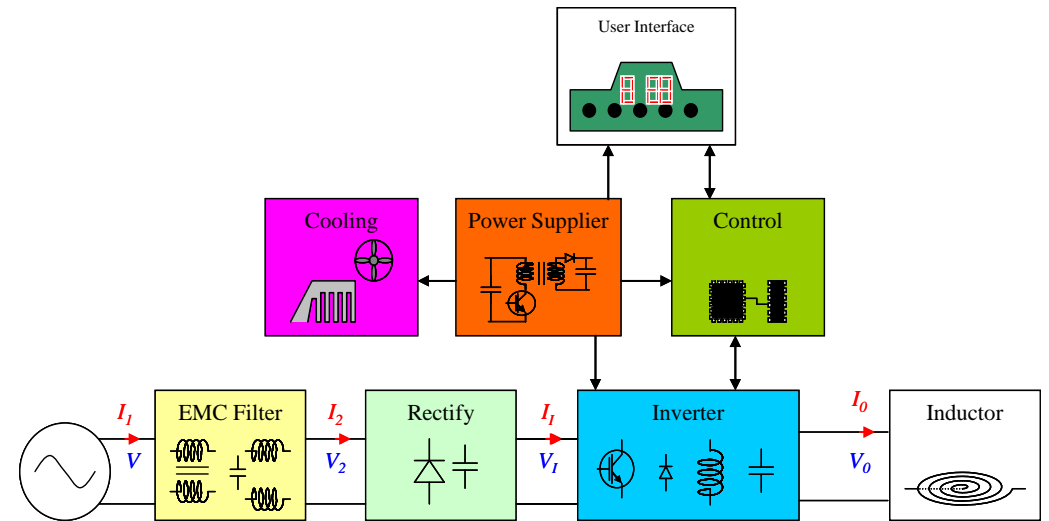 User Interface
Cooling
Power Supplier
Control
I1
EMC Filter
I2
Rectify
II
Inverter
I0
Inductor
V
V2
VI
V0